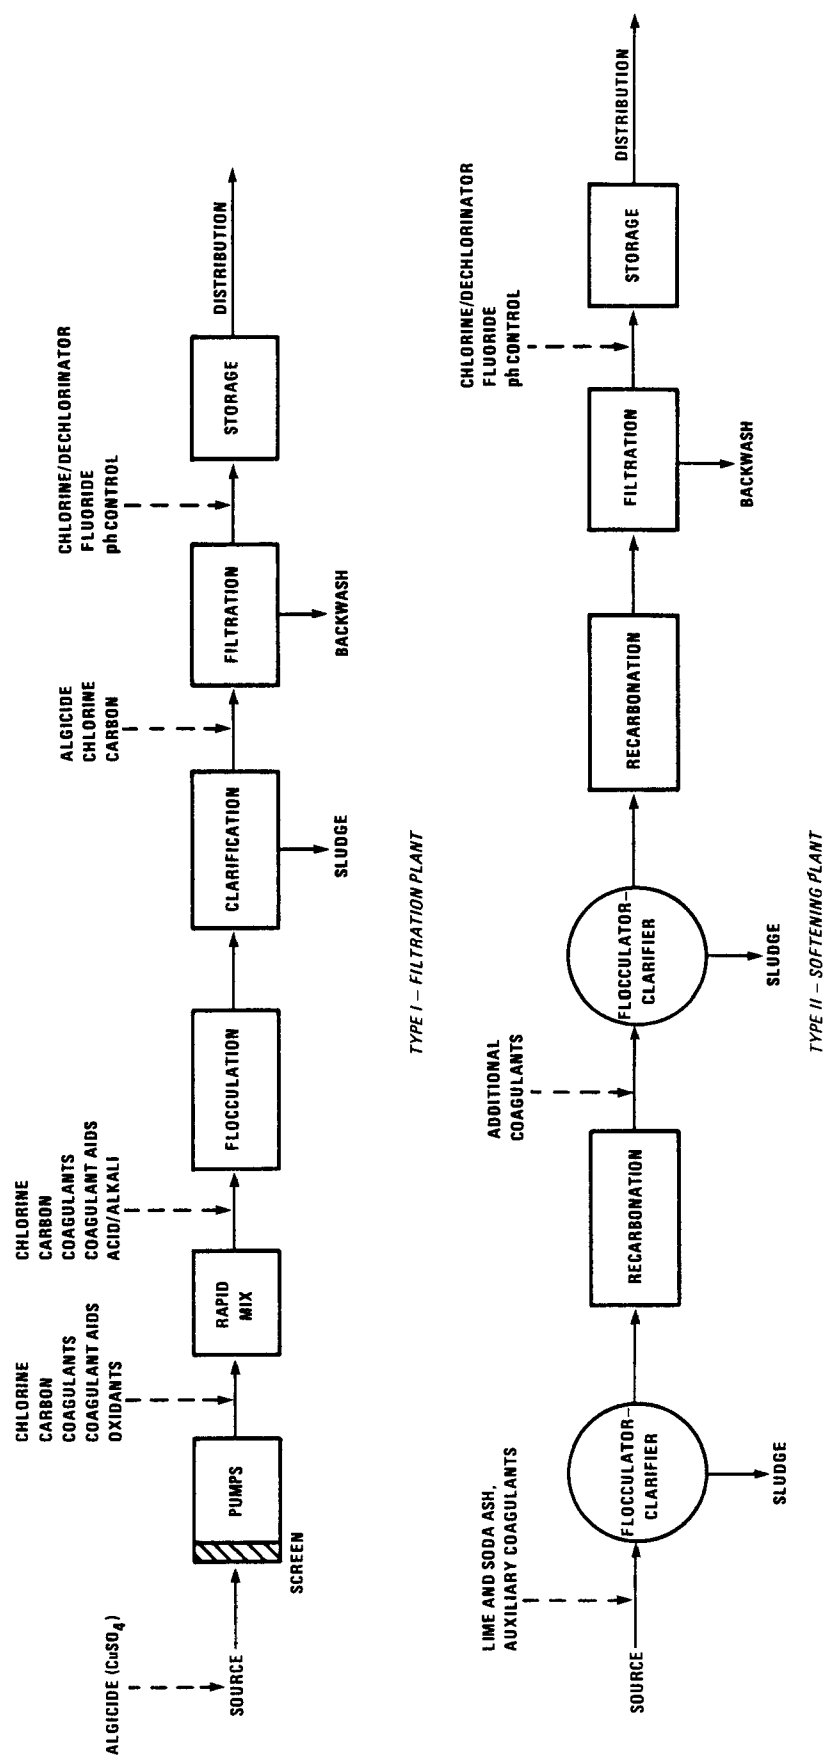 ALGICIDE (CuSO4)
SOURCE
SCREEN
PUMPS
CHLORINE
CARBON
COAGULANTS
COAGULANT AIDS
OXIDANTS
RAPID
MIX
CHLORINE
CARBON
COAGULANTS
COAGULANT AIDS
ACID/ALKALI
FLOCCULATION
CLARIFICATION
SLUDGE
ALGICIDE
CHLORINE
CARBON
FILTRATION
BACKWASH
CHLORINE/DECHLORINATOR
FLUORIDE
ph CONTROL
STORAGE
DISTRIBUTION
TYPE I – FILTRATION PLANT
SOURCE
LIME AND SODA ASH,
AUXILIARY COAGULANTS
FLOCCULATOR–
CLARIFIER
SLUDGE
RECARBONATION
ADDITIONAL
COAGULANTS
FLOCCULATOR–
CLARIFIER
SLUDGE
RECARBONATION
FILTRATION
BACKWASH
CHLORINE/DECHLORINATOR
FLUORIDE
ph CONTROL
STORAGE
DISTRIBUTION
TYPE II – SOFTENING PLANT